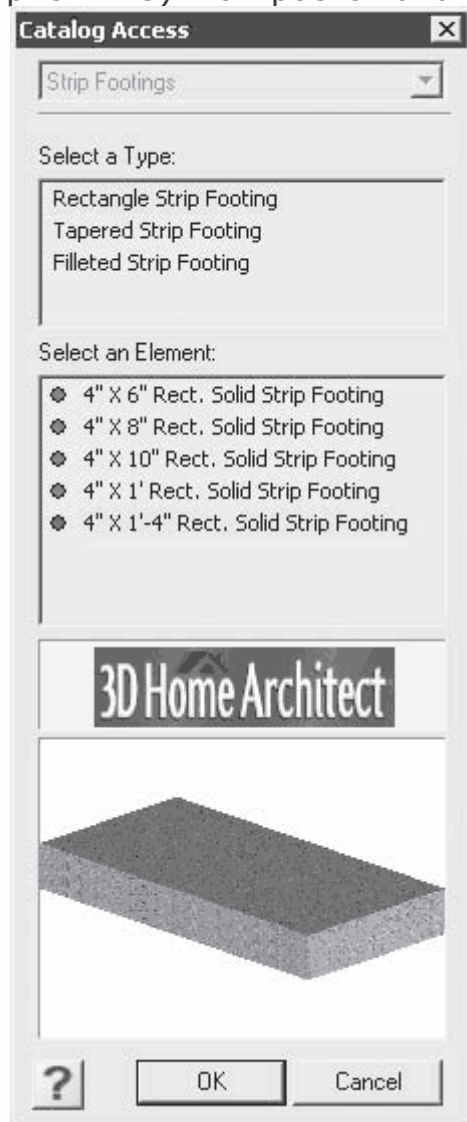 Catalog Access
Strip Footings
Select a Type:
Rectangle Strip Footing
Tapered Strip Footing
Filleted Strip Footing
Select an Element:
4" X 6" Rect. Solid Strip Footing
4" X 8" Rect. Solid Strip Footing
4" X 10" Rect. Solid Strip Footing
4" X 1' Rect. Solid Strip Footing
4" X 1'-4" Rect. Solid Strip Footing
3D Home Architect
? OK Cancel